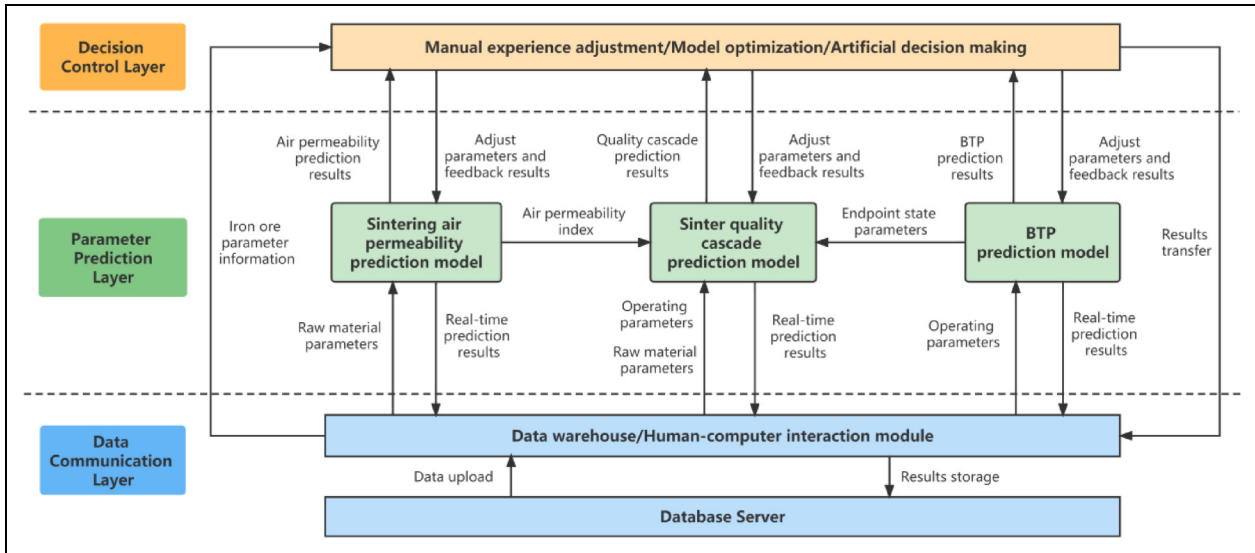 Decision
Control Layer
Manual experience adjustment/Model optimization/Artificial decision making
Air permeability
prediction
results
Adjust
parameters and
feedback results
Quality cascade
prediction
results
Adjust
parameters and
feedback results
BTP
prediction
results
Adjust
parameters and
feedback results
Parameter
Prediction
Layer
Iron ore
parameter
information
Sintering air
permeability
prediction model
Air permeability
index
Sinter quality
cascade
prediction model
Endpoint state
parameters
BTP
prediction model
Results
transfer
Raw material
parameters
Real-time
prediction
results
Operating
parameters
Raw material
parameters
Real-time
prediction
results
Operating
parameters
Real-time
prediction
results
Data
Communication
Layer
Data warehouse/Human-computer interaction module
Data upload
Results storage
Database Server